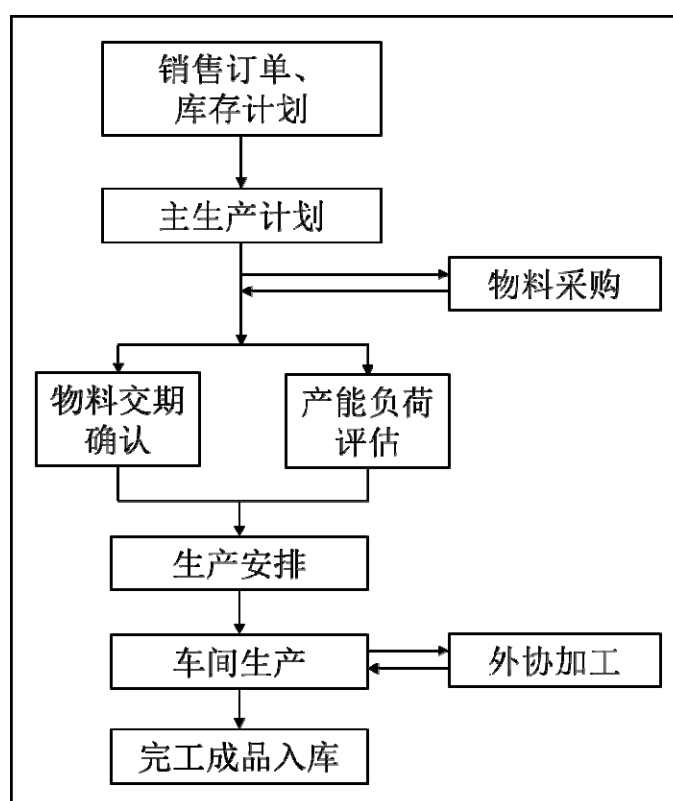 销售订单、
库存计划
主生产计划
物料采购
物料交期
确认
产能负荷
评估
生产安排
车间生产
外协加工
完工成品入库